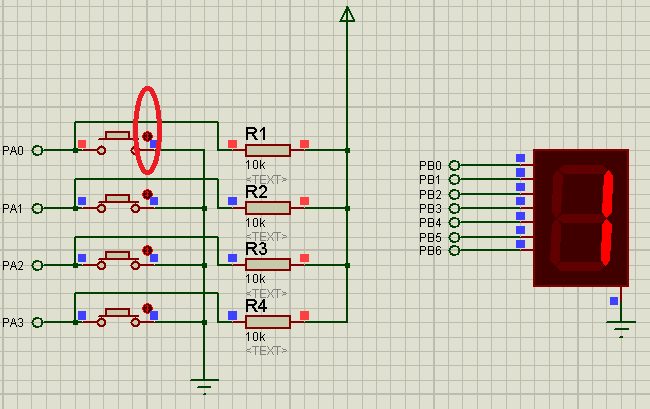 R1
PA0
10k
<TEXT>
PB0
PB1
R2
PA1
10k
<TEXT>
PB2
PB3
PB4
PB5
PB6
R3
PA2
10k
<TEXT>
R4
PA3
10k
<TEXT>